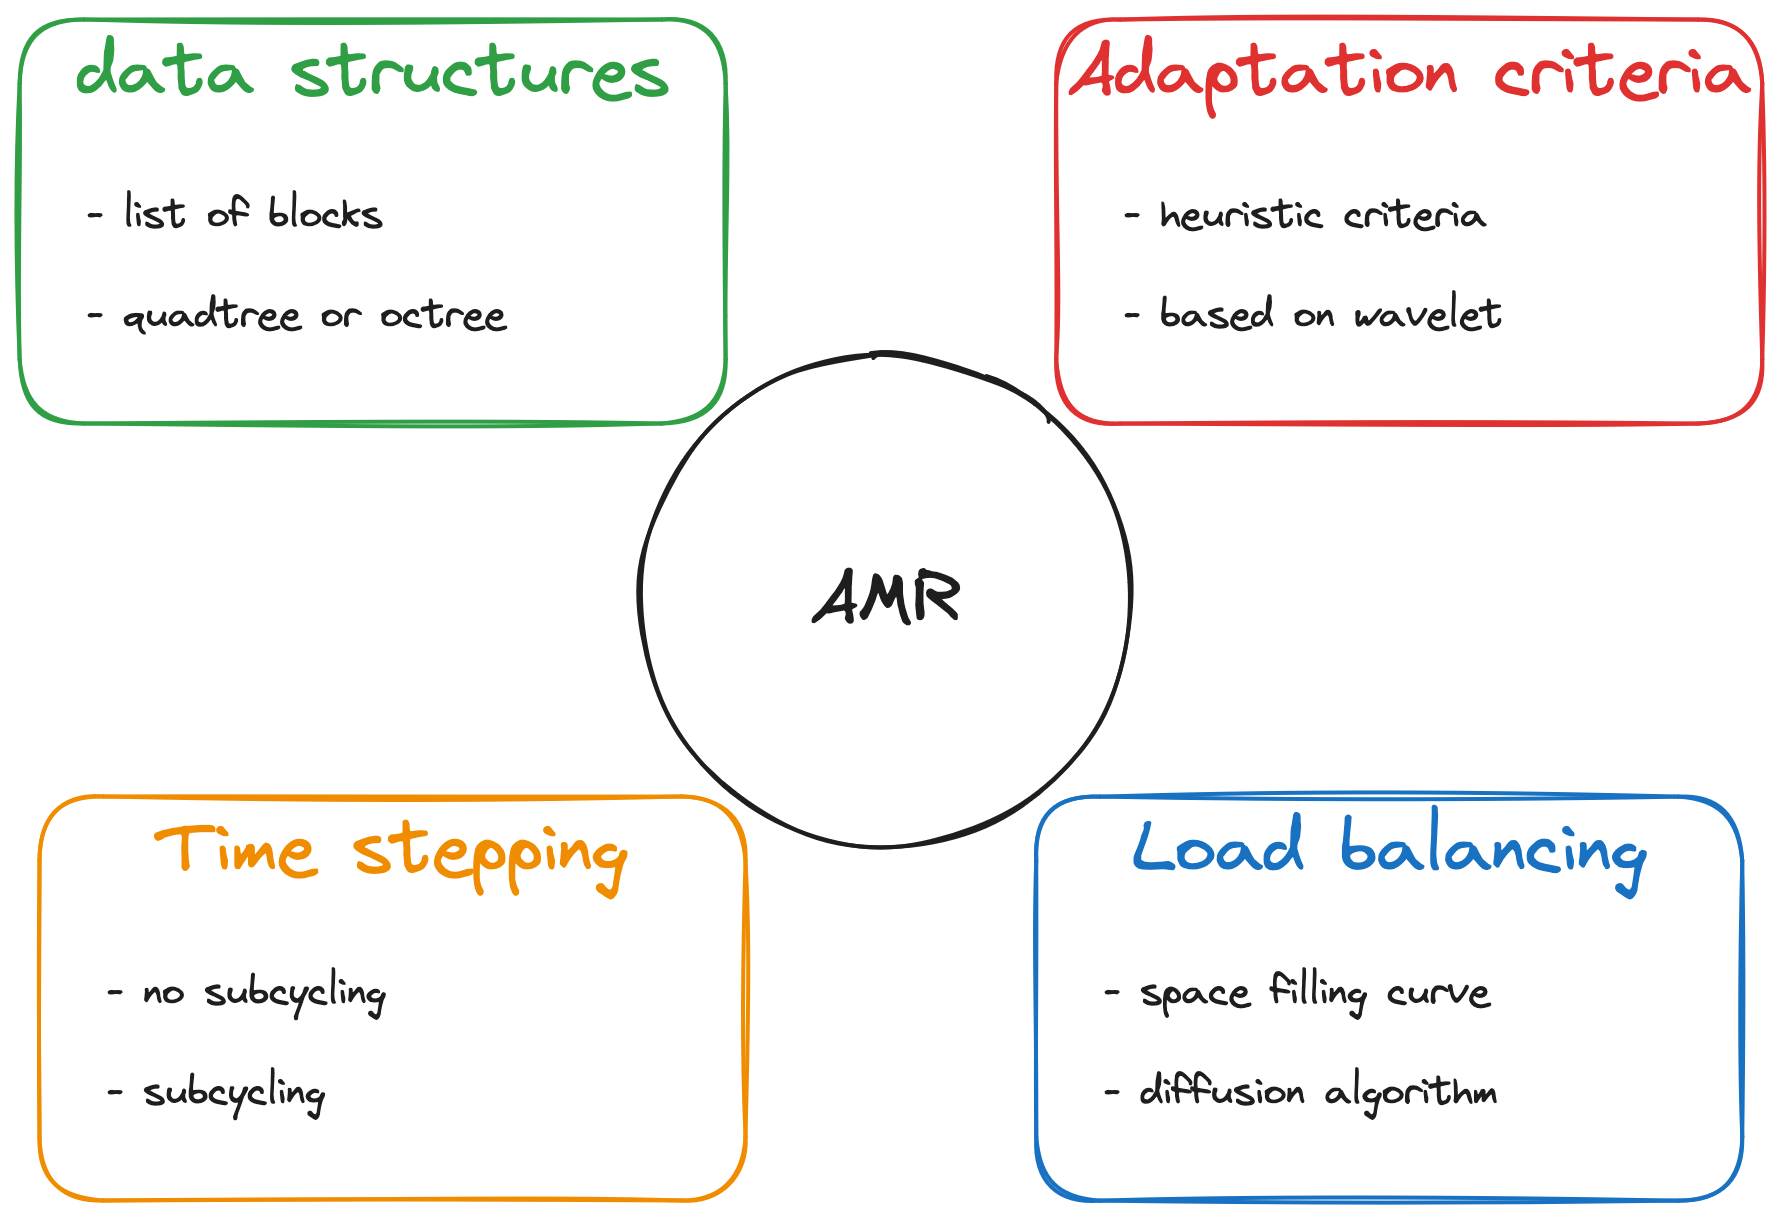 data structures
- list of blocks
- quadtree or octree
Adaptation criteria
- heuristic criteria
- based on wavelet
AMR
Time stepping
- no subcycling
- subcycling
Load balancing
- space filling curve
- diffusion algorithm